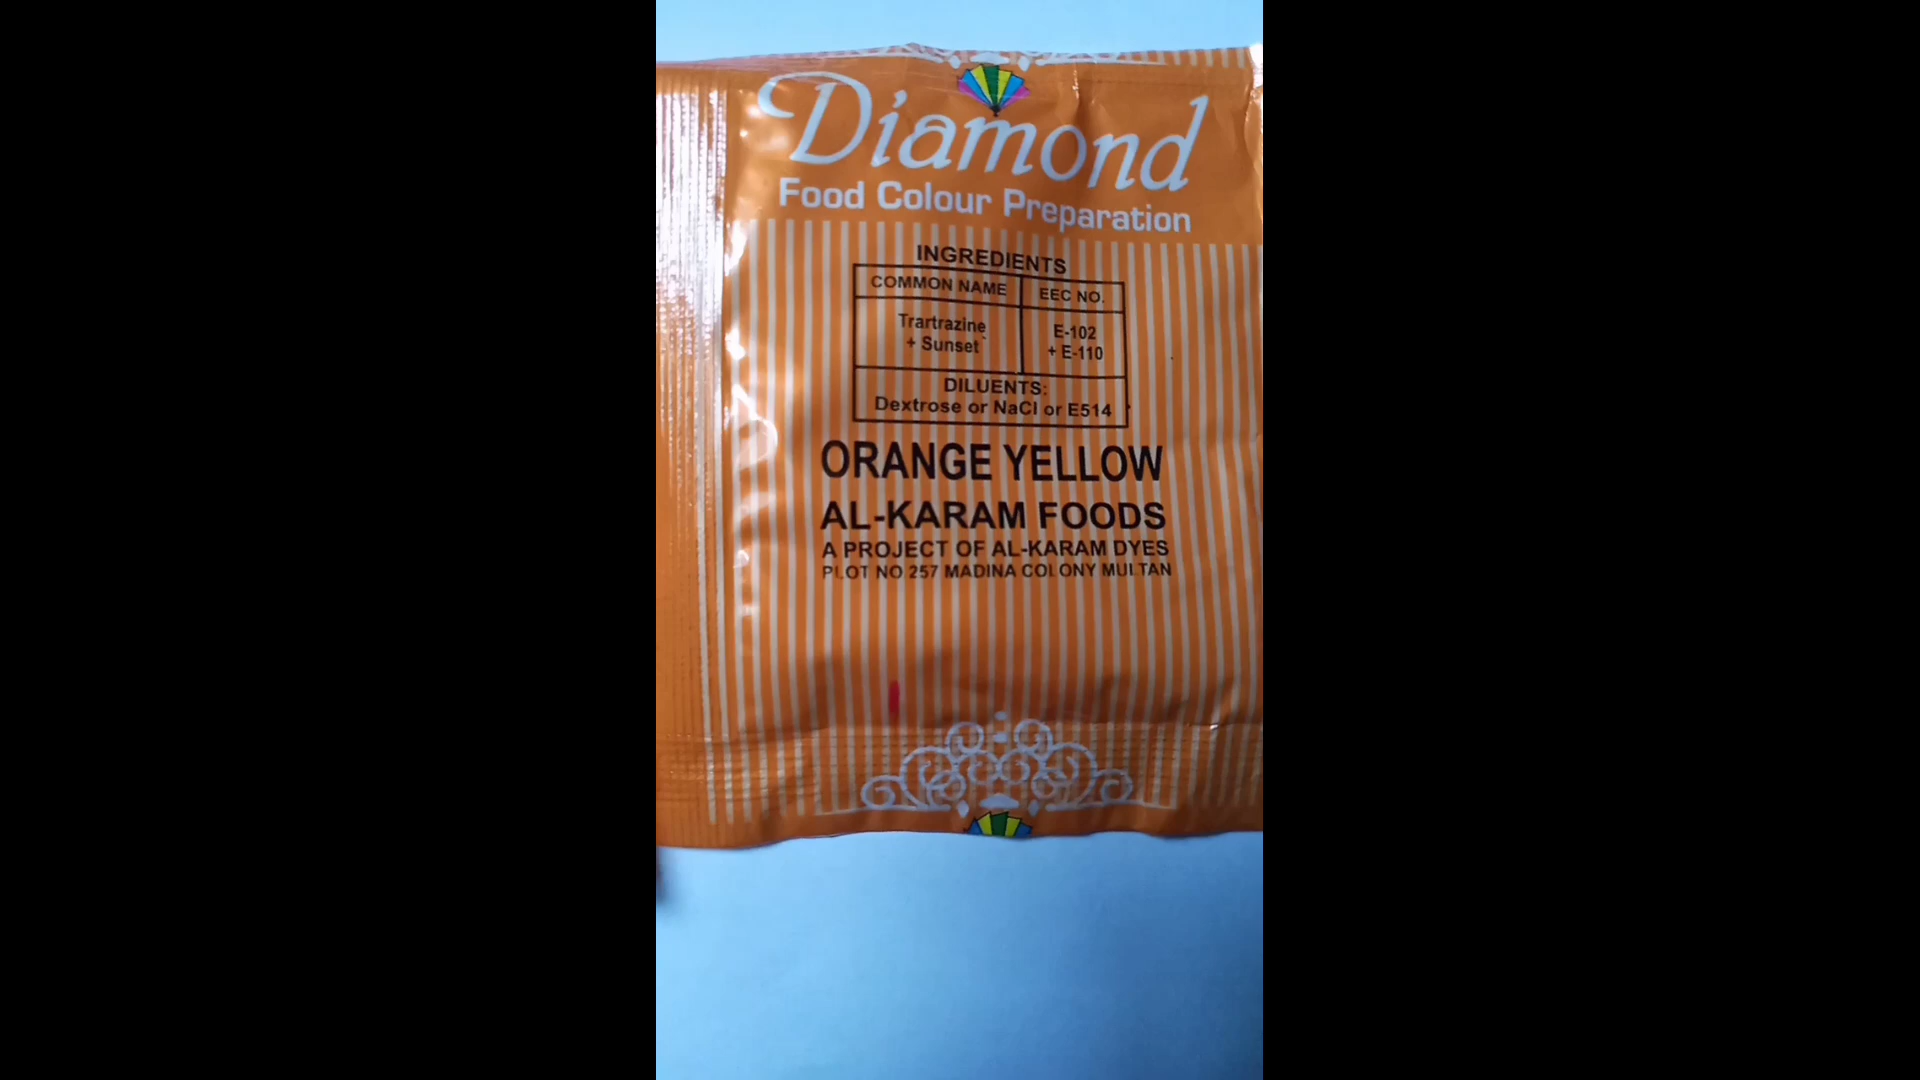 Diamond
Food Colour Preparation
INGREDIENTS
COMMON NAME EEC NO.
Trartrazine E-102
+ Sunset + E-110
DILUENTS:
Dextrose or NaCl or E514
ORANGE YELLOW
AL-KARAM FOODS
A PROJECT OF AL-KARAM DYES
PLOT NO 257 MADINA COLONY MULTAN